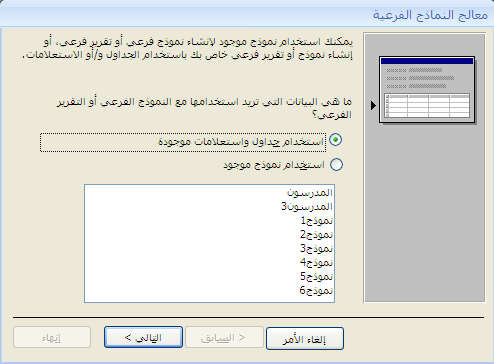 معالج النماذج الفرعية
يمكنك استخدام نموذج موجود لإنشاء نموذج فرعي أو تقرير فرعي، أو
إنشاء نموذج أو تقرير فرعي خاص بك باستخدام الجداول و/أو الاستعلامات.
ما هي البيانات التي تريد استخدامها مع النموذج الفرعي أو التقرير
الفرعي؟
استخدام جداول واستعلامات موجودة
استخدام نموذج موجود
المدرسون
المدرسون3
نموذج1
نموذج2
نموذج3
نموذج4
نموذج5
نموذج6
إلغاء الأمر
< السابق
التالي >
إنهاء